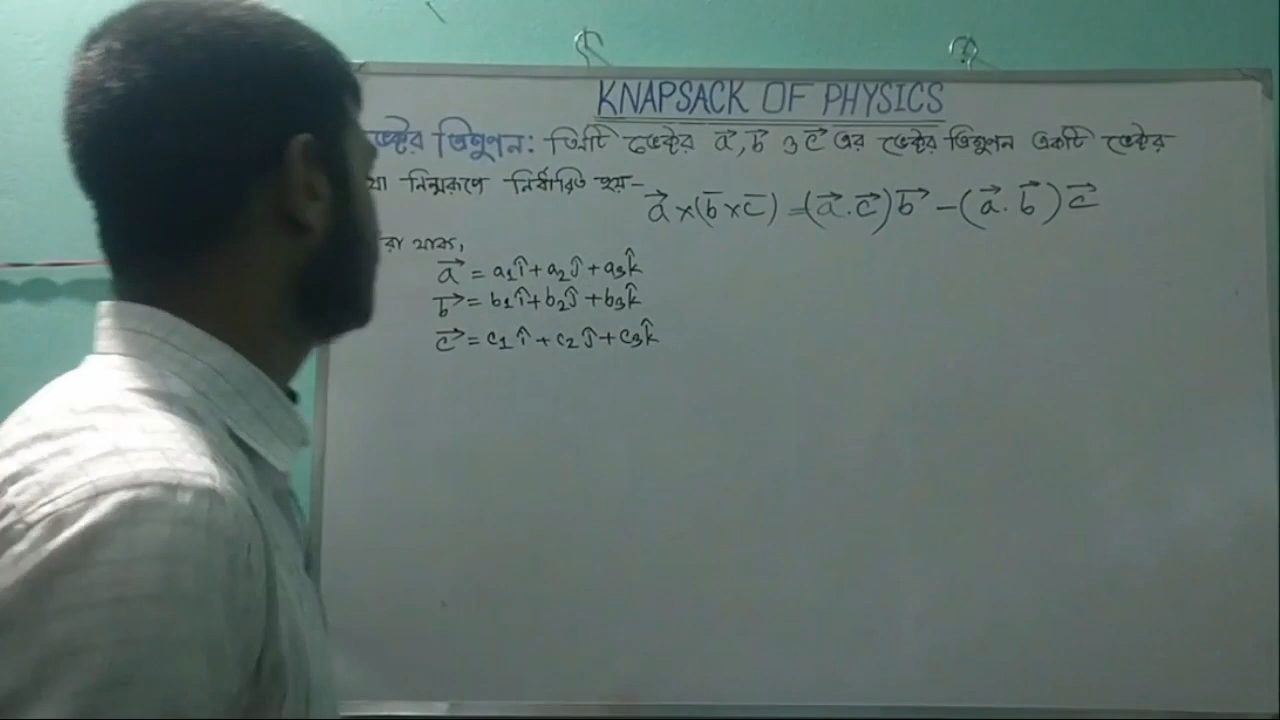 KNAPSACK OF PHYSICS
ভেক্টর ত্রিগুণন: তিনটি ভেক্টর a⃗, b⃗ ও c⃗ এর ভেক্টর ত্রিগুণন একটি ভেক্টর
যা নিম্নরূপে নির্ধারিত হয়-
a⃗×(b̅×c̅) = (a⃗.c⃗)b⃗ - (a⃗.b⃗)c⃗
রা যাক,
a⃗ = a₁î+a₂ĵ+a₃k̂
b⃗ = b₁î+b₂ĵ+b₃k̂
c⃗ = c₁î+c₂ĵ+c₃k̂